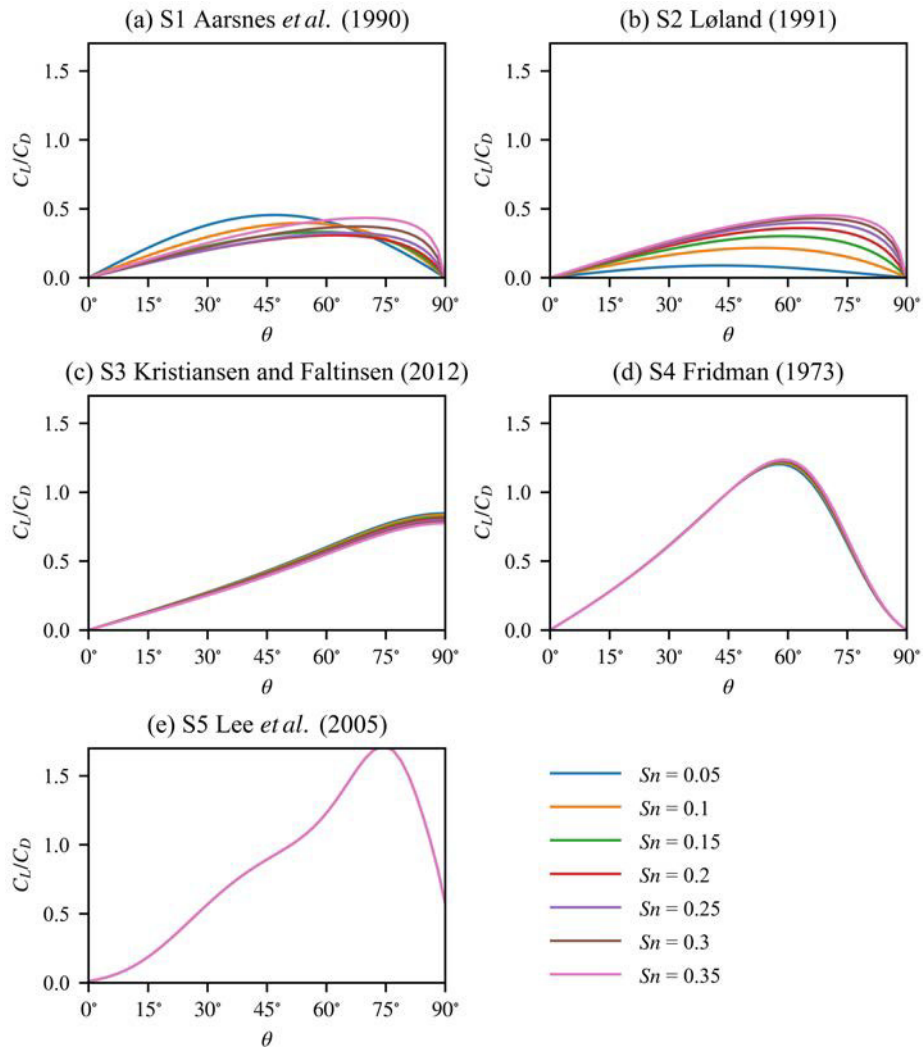 (a) S1 Aarsnes et al. (1990)
1.5
1.0
0.5
0.0
C_L/C_D
0° 15° 30° 45° 60° 75° 90°
θ
(b) S2 Løland (1991)
1.5
1.0
0.5
0.0
C_L/C_D
0° 15° 30° 45° 60° 75° 90°
θ
(c) S3 Kristiansen and Faltinsen (2012)
1.5
1.0
0.5
0.0
C_L/C_D
0° 15° 30° 45° 60° 75° 90°
θ
(d) S4 Fridman (1973)
1.5
1.0
0.5
0.0
C_L/C_D
0° 15° 30° 45° 60° 75° 90°
θ
(e) S5 Lee et al. (2005)
1.5
1.0
0.5
0.0
C_L/C_D
0° 15° 30° 45° 60° 75° 90°
θ
Sn = 0.05
Sn = 0.1
Sn = 0.15
Sn = 0.2
Sn = 0.25
Sn = 0.3
Sn = 0.35